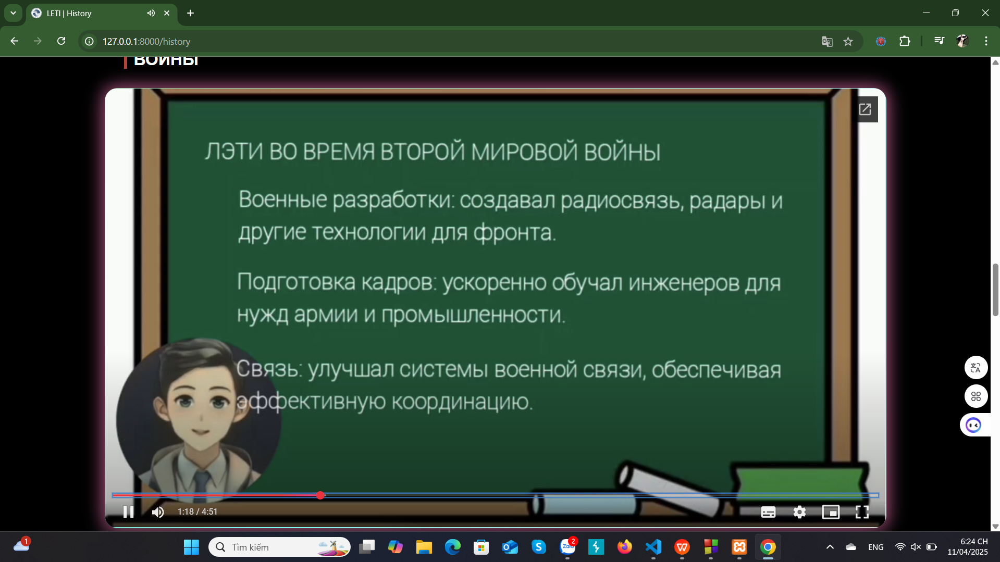 LETI | History
127.0.0.1:8000/history
ВОЙНЫ
ЛЭТИ ВО ВРЕМЯ ВТОРОЙ МИРОВОЙ ВОЙНЫ
Военные разработки: создавал радиосвязь, радары и
другие технологии для фронта.
Подготовка кадров: ускоренно обучал инженеров для
нужд армии и промышленности.
Связь: улучшал системы военной связи, обеспечивая
эффективную координацию.
1:18 / 4:51
1
Tìm kiếm
Zalo
2
ENG
6:24 CH
11/04/2025